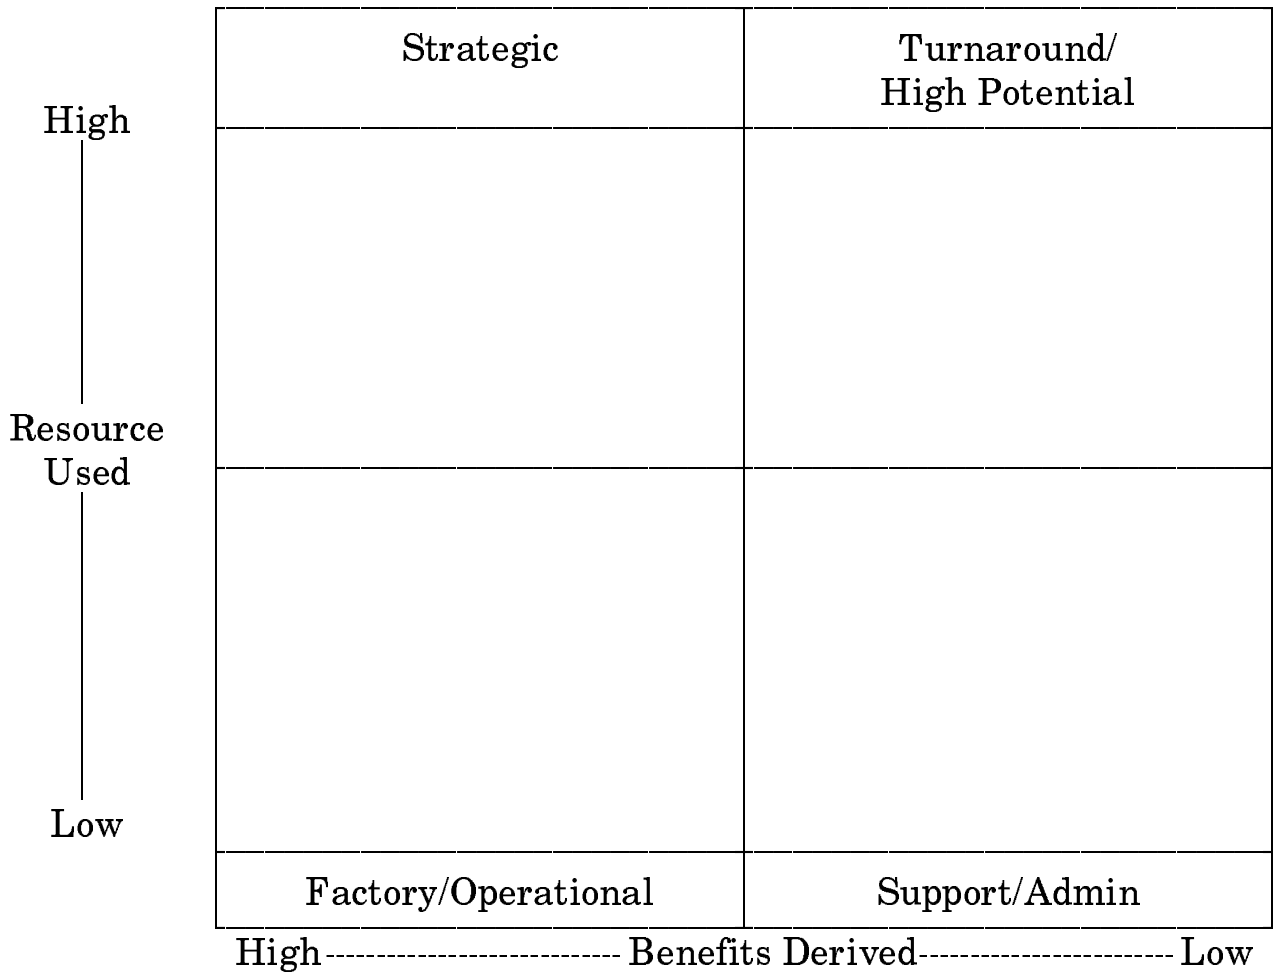 Strategic
Turnaround/
High Potential
High
Resource
Used
Low
Factory/Operational
Support/Admin
High---------------------------- Benefits Derived------------------------- Low